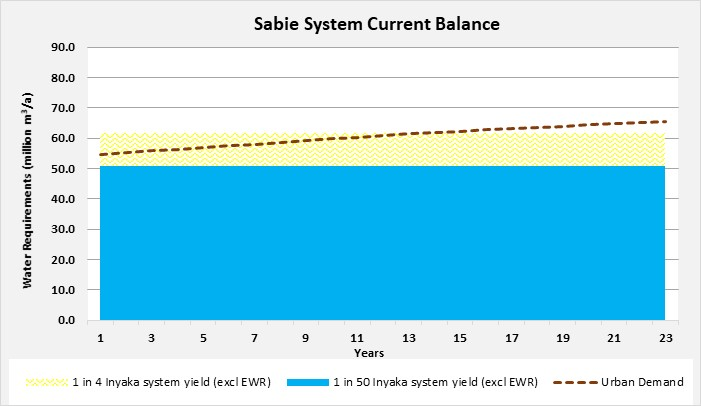 Sabie System Current Balance
Water Requirements (million m³/a)
90.0
80.0
70.0
60.0
50.0
40.0
30.0
20.0
10.0
0.0
1 3 5 7 9 11 13 15 17 19 21 23
Years
1 in 4 Inyaka system yield (excl EWR) 1 in 50 Inyaka system yield (excl EWR) Urban Demand